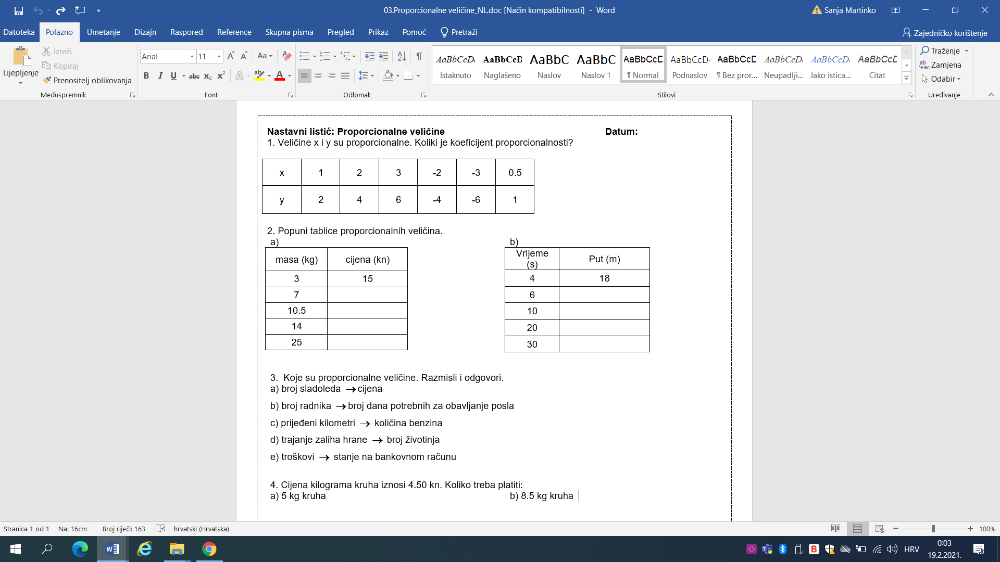 03.Proporcionalne veličine_NL.doc [Način kompatibilnosti] - Word
Sanja Martinko
Datoteka Polazno Umetanje Dizajn Raspored Reference Skupna pisma Pregled Prikaz Pomoć Pretraži Zajedničko korištenje
Lijepljenje
Izreži
Kopiraj
Prenositelj oblikovanja
Međuspremnik
Arial 11
Aa
B I U abc x₂ x² A ab A
Font
Odlomak
AaBbCcDc Istaknuto
AaBbCcD Naglašeno
AaBbC Naslov
AaBbC Naslov 1
AaBbCcD ¶ Normal
AaBbCcDc Podnaslov
AaBbCcD ¶ Bez pror...
AaBbCcDc Neupadlji...
AaBbCcDc Jako istica...
AaBbCcD Citat
Stilovi
Traženje
Zamjena
Odabir
Uređivanje
Nastavni listić: Proporcionalne veličine Datum:
1. Veličine x i y su proporcionalne. Koliki je koeficijent proporcionalnosti?
x 1 2 3 -2 -3 0.5
y 2 4 6 -4 -6 1
2. Popuni tablice proporcionalnih veličina.
a)
masa (kg) cijena (kn)
3 15
7
10.5
14
25
b)
Vrijeme (s) Put (m)
4 18
6
10
20
30
3. Koje su proporcionalne veličine. Razmisli i odgovori.
a) broj sladoleda → cijena
b) broj radnika → broj dana potrebnih za obavljanje posla
c) prijeđeni kilometri → količina benzina
d) trajanje zaliha hrane → broj životinja
e) troškovi → stanje na bankovnom računu
4. Cijena kilograma kruha iznosi 4.50 kn. Koliko treba platiti:
a) 5 kg kruha b) 8.5 kg kruha
Stranica 1 od 1 Na: 16cm Broj riječi: 163 hrvatski (Hrvatska) 100%
HRV
0:03
19.2.2021.